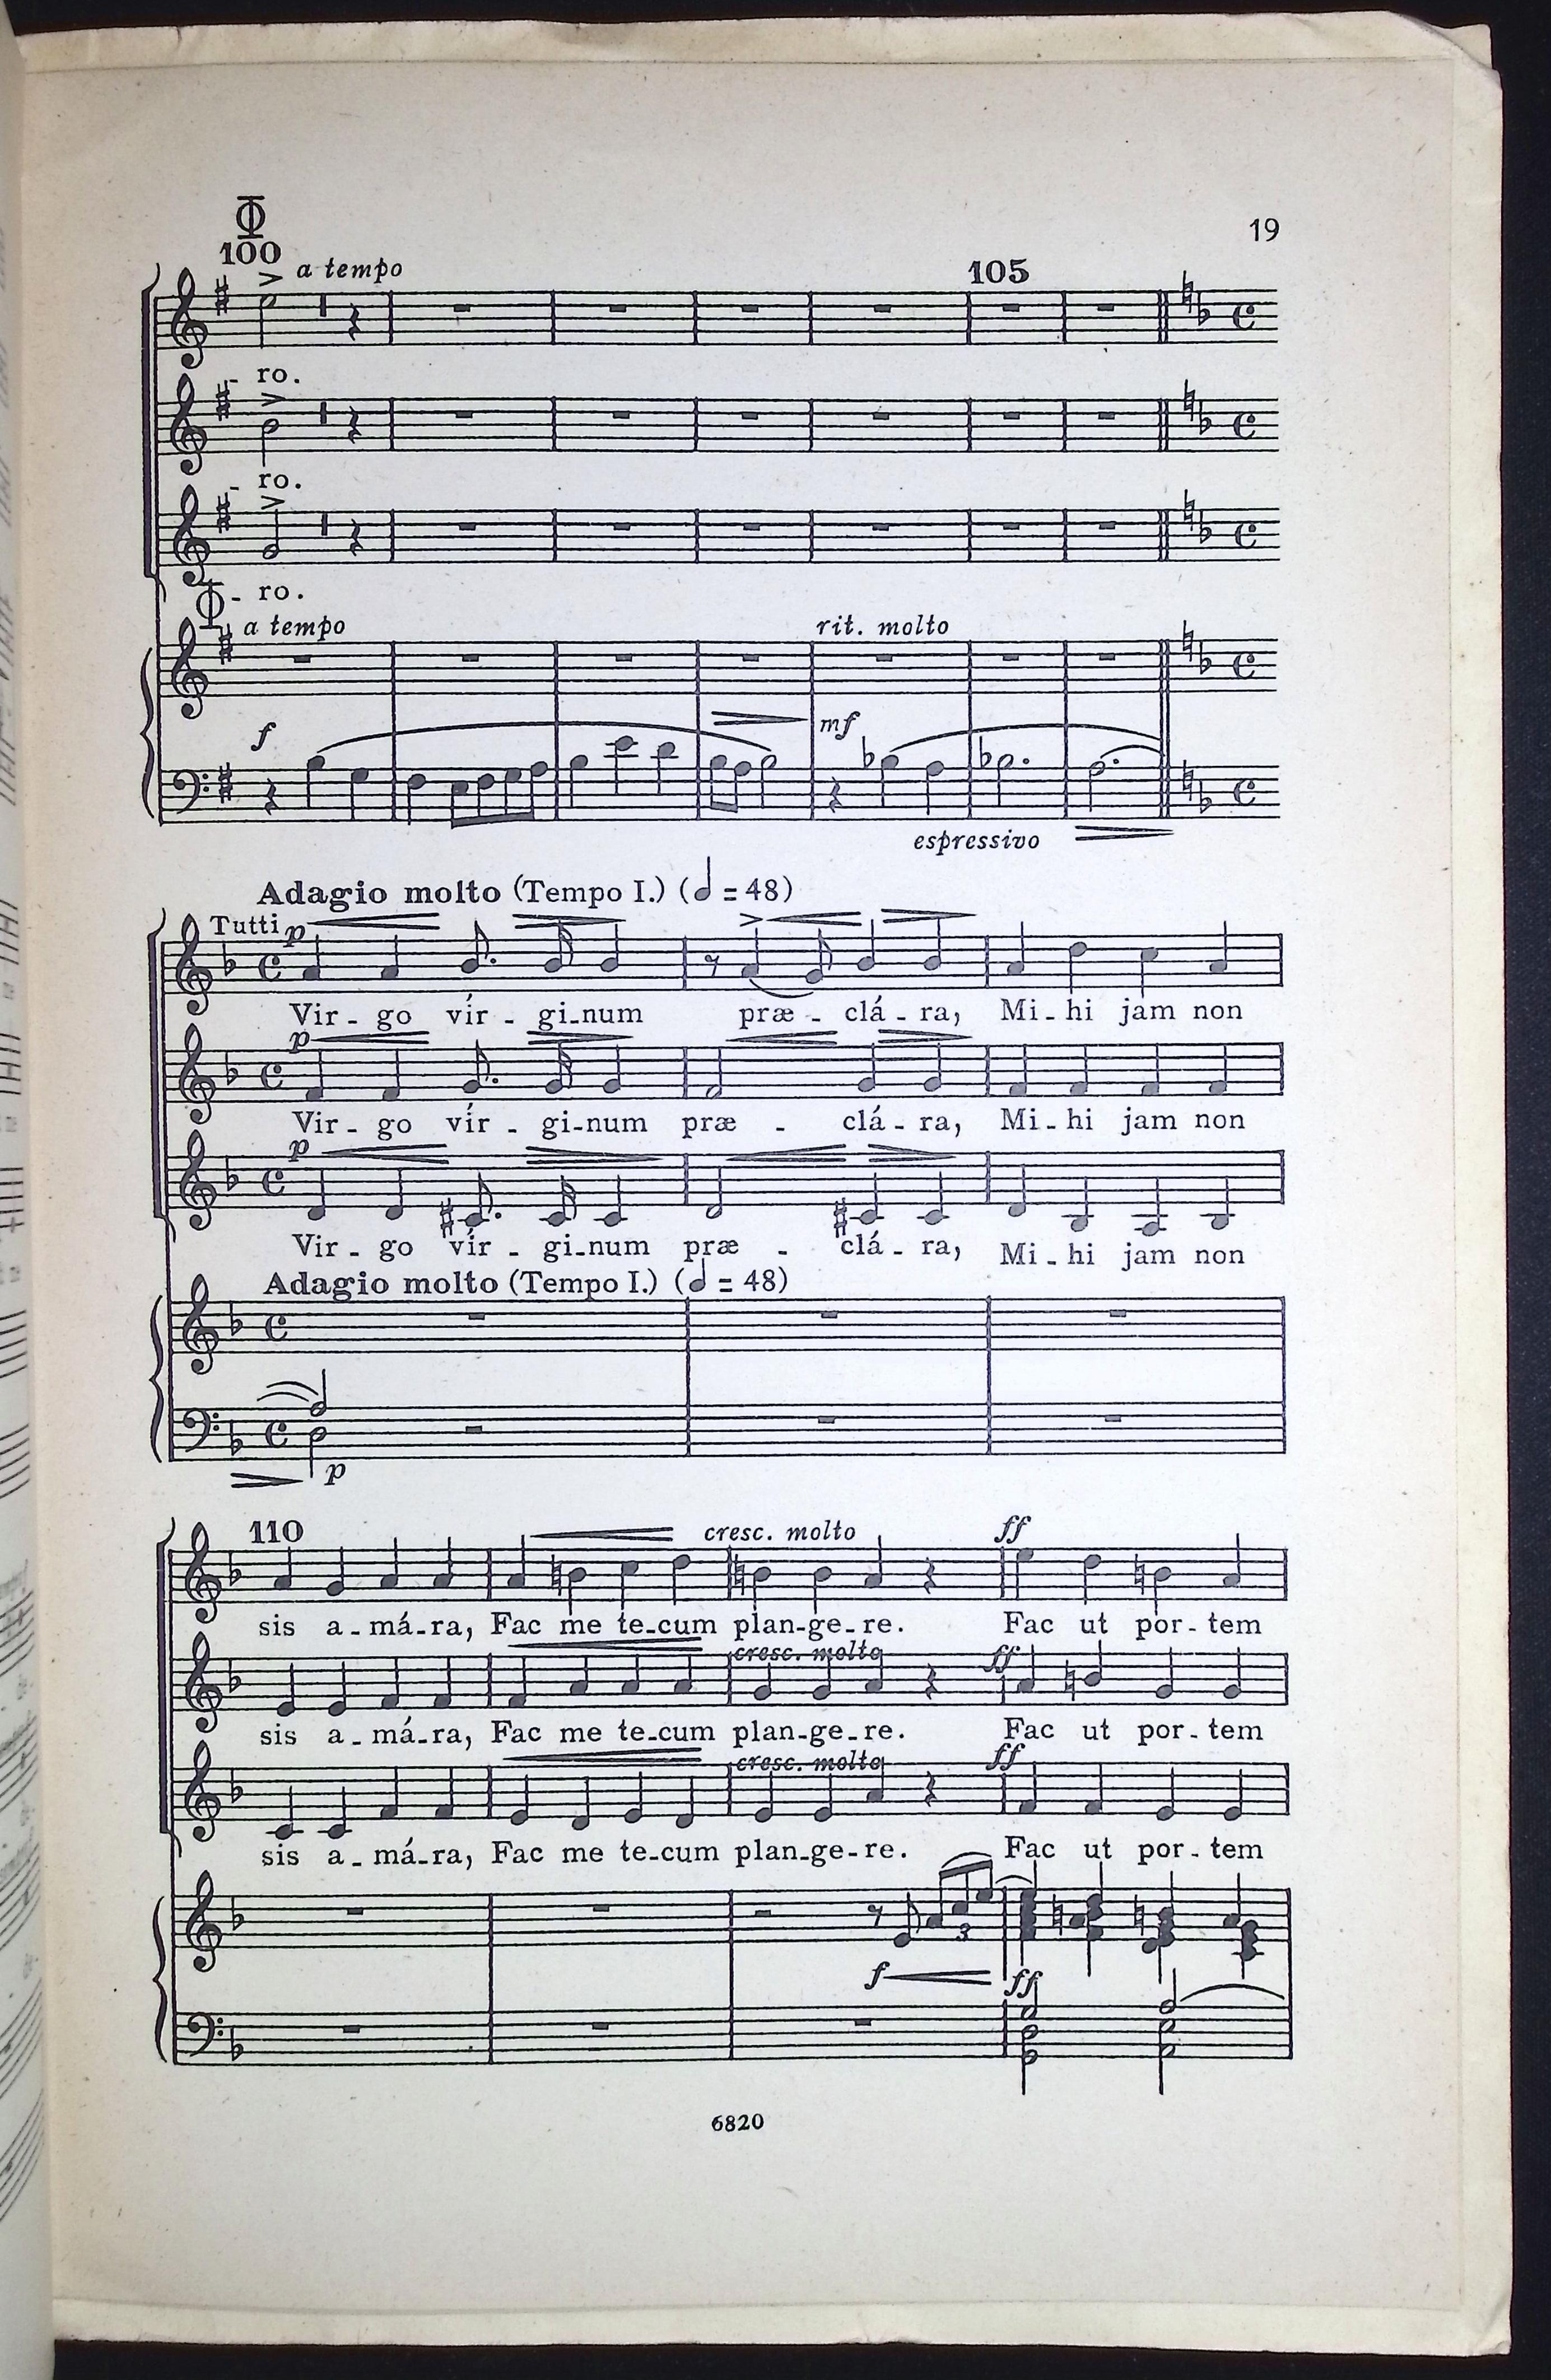 Φ
19
100 a tempo 105
- ro.
- ro.
Φ - ro.
a tempo rit. molto
f mf
espressivo
Adagio molto (Tempo I.) (𝅗𝅥 = 48)
Tutti p
Vir - go vír - gi-num præ - clá - ra, Mi - hi jam non
p
Vir - go vír - gi-num præ - clá - ra, Mi - hi jam non
p
Vir - go vír - gi-num præ - clá - ra, Mi - hi jam non
Adagio molto (Tempo I.) (𝅗𝅥 = 48)
p
110 cresc. molto ff
sis a - má-ra, Fac me te-cum plan-ge-re. Fac ut por - tem
cresc. molto ff
sis a - má-ra, Fac me te-cum plan-ge-re. Fac ut por - tem
cresc. molto ff
sis a - má-ra, Fac me te-cum plan-ge-re. Fac ut por - tem
3
f ff
6820